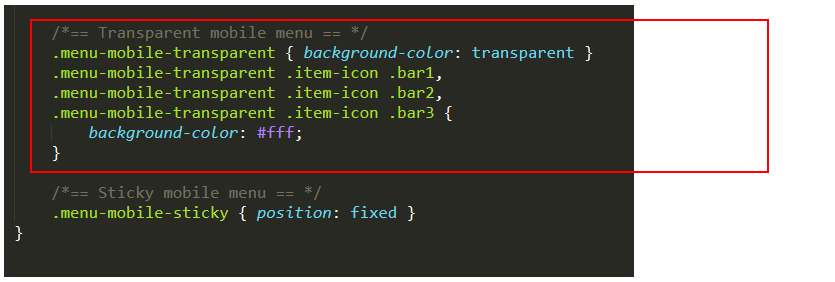 /*== Transparent mobile menu == */
.menu-mobile-transparent { background-color: transparent }
.menu-mobile-transparent .item-icon .bar1,
.menu-mobile-transparent .item-icon .bar2,
.menu-mobile-transparent .item-icon .bar3 {
background-color: #fff;
}
/*== Sticky mobile menu == */
.menu-mobile-sticky { position: fixed }
}